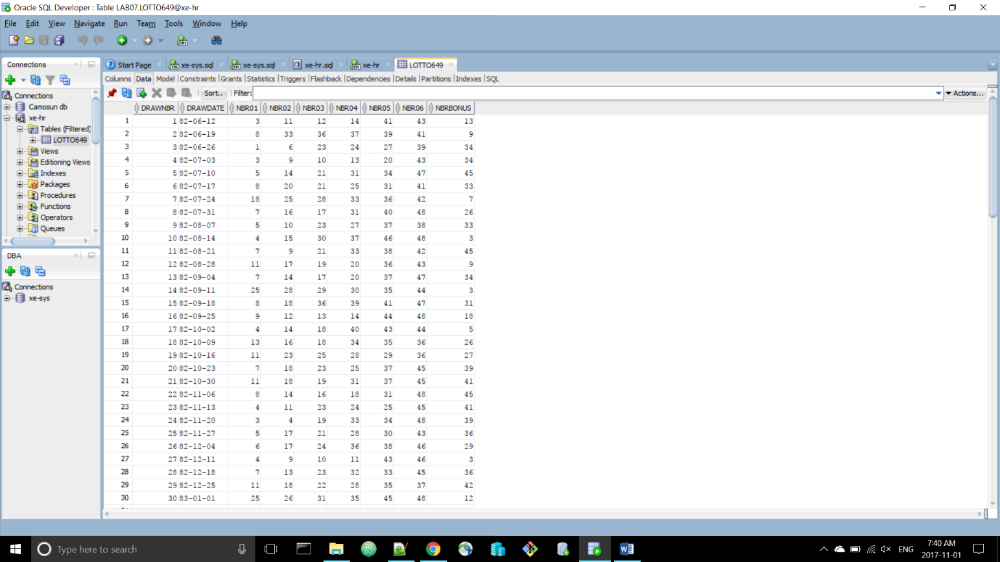 Oracle SQL Developer : Table LAB07.LOTTO649@xe-hr
File Edit View Navigate Run Team Tools Window Help
Connections
Start Page xe-sys.sql xe-sys.sql xe-hr.sql xe-hr LOTTO649
Columns Data Model Constraints Grants Statistics Triggers Flashback Dependencies Details Partitions Indexes SQL
Sort.. Filter: Actions...
Connections
Camosun db
xe-hr
Tables (Filtered)
LOTTO649
Views
Editioning Views
Indexes
Packages
Procedures
Functions
Operators
Queues
DBA
Connections
xe-sys
DRAWNBR DRAWDATE NBR01 NBR02 NBR03 NBR04 NBR05 NBR06 NBRBONUS
1 1 82-06-12 3 11 12 14 41 43 13
2 2 82-06-19 8 33 36 37 39 41 9
3 3 82-06-26 1 6 23 24 27 39 34
4 4 82-07-03 3 9 10 13 20 43 34
5 5 82-07-10 5 14 21 31 34 47 45
6 6 82-07-17 8 20 21 25 31 41 33
7 7 82-07-24 18 25 28 33 36 42 7
8 8 82-07-31 7 16 17 31 40 48 26
9 9 82-08-07 5 10 23 27 37 38 33
10 10 82-08-14 4 15 30 37 46 48 3
11 11 82-08-21 7 9 21 33 38 42 45
12 12 82-08-28 11 17 19 20 36 43 9
13 13 82-09-04 7 14 17 20 37 47 34
14 14 82-09-11 25 28 29 30 35 44 3
15 15 82-09-18 8 18 36 39 41 47 31
16 16 82-09-25 9 12 13 14 44 48 18
17 17 82-10-02 4 14 18 40 43 44 5
18 18 82-10-09 13 16 18 34 35 36 26
19 19 82-10-16 11 23 25 28 29 36 27
20 20 82-10-23 7 18 23 25 37 45 39
21 21 82-10-30 11 18 19 31 37 45 41
22 22 82-11-06 8 14 16 18 31 48 45
23 23 82-11-13 4 11 23 24 25 45 41
24 24 82-11-20 3 4 19 33 34 48 39
25 25 82-11-27 5 17 21 28 30 43 36
26 26 82-12-04 6 17 24 36 38 46 29
27 27 82-12-11 4 9 10 11 43 46 3
28 28 82-12-18 7 13 23 32 33 45 36
29 29 82-12-25 11 18 22 28 35 37 42
30 30 83-01-01 25 26 31 35 45 48 12
Type here to search
ENG
7:40 AM
2017-11-01